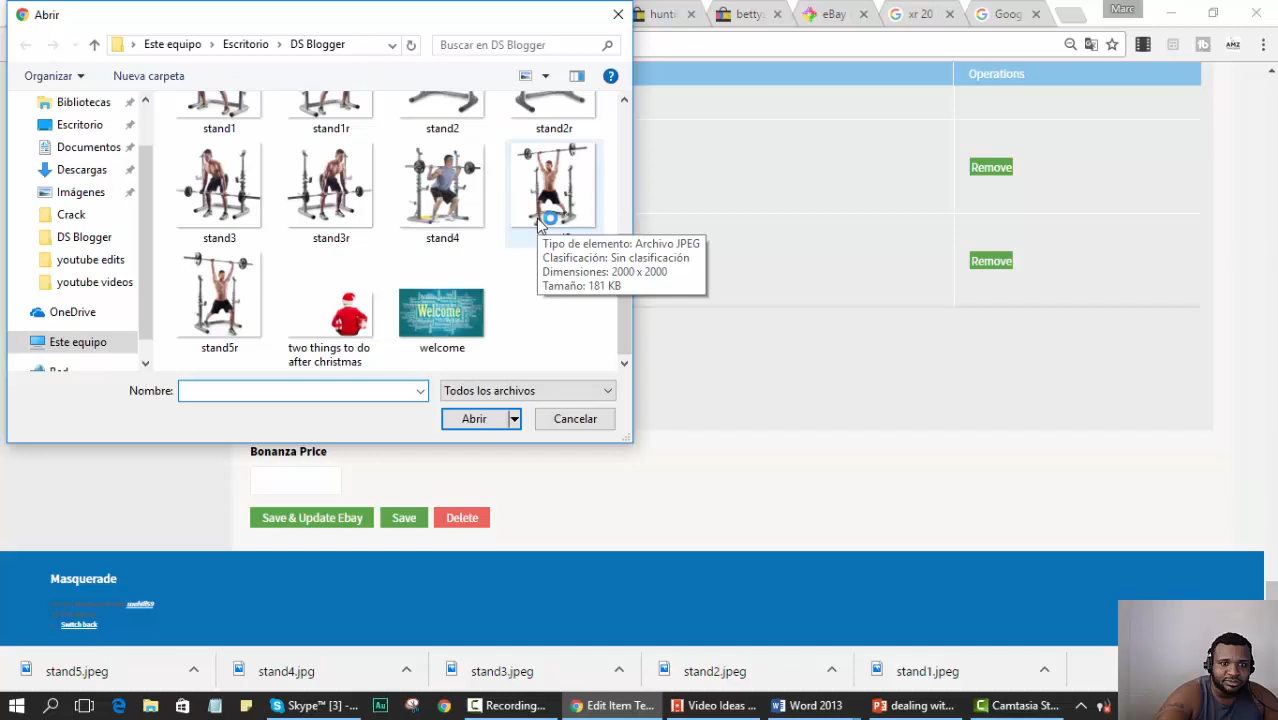 Abrir
hunt
betty
eBay
xr 20
Goog
Marc
Este equipo
Escritorio
DS Blogger
Buscar en DS Blogger
Organizar
Nueva carpeta
Operations
Bibliotecas
Escritorio
Documentos
Descargas
Imágenes
Crack
DS Blogger
youtube edits
youtube videos
OneDrive
Este equipo
stand1
stand1r
stand2
stand2r
stand3
stand3r
stand4
stand5r
two things to do
after christmas
Welcome
welcome
Tipo de elemento: Archivo JPEG
Clasificación: Sin clasificación
Dimensiones: 2000 x 2000
Tamaño: 181 KB
Remove
Remove
Nombre:
Todos los archivos
Abrir
Cancelar
Bonanza Price
Save & Update Ebay
Save
Delete
Masquerade
Switch back
stand5.jpeg
stand4.jpg
stand3.jpeg
stand2.jpeg
stand1.jpeg
Skype™ [3] -...
Recording...
Edit Item Te...
Video Ideas ...
Word 2013
dealing wit...
Camtasia St...
AMZ